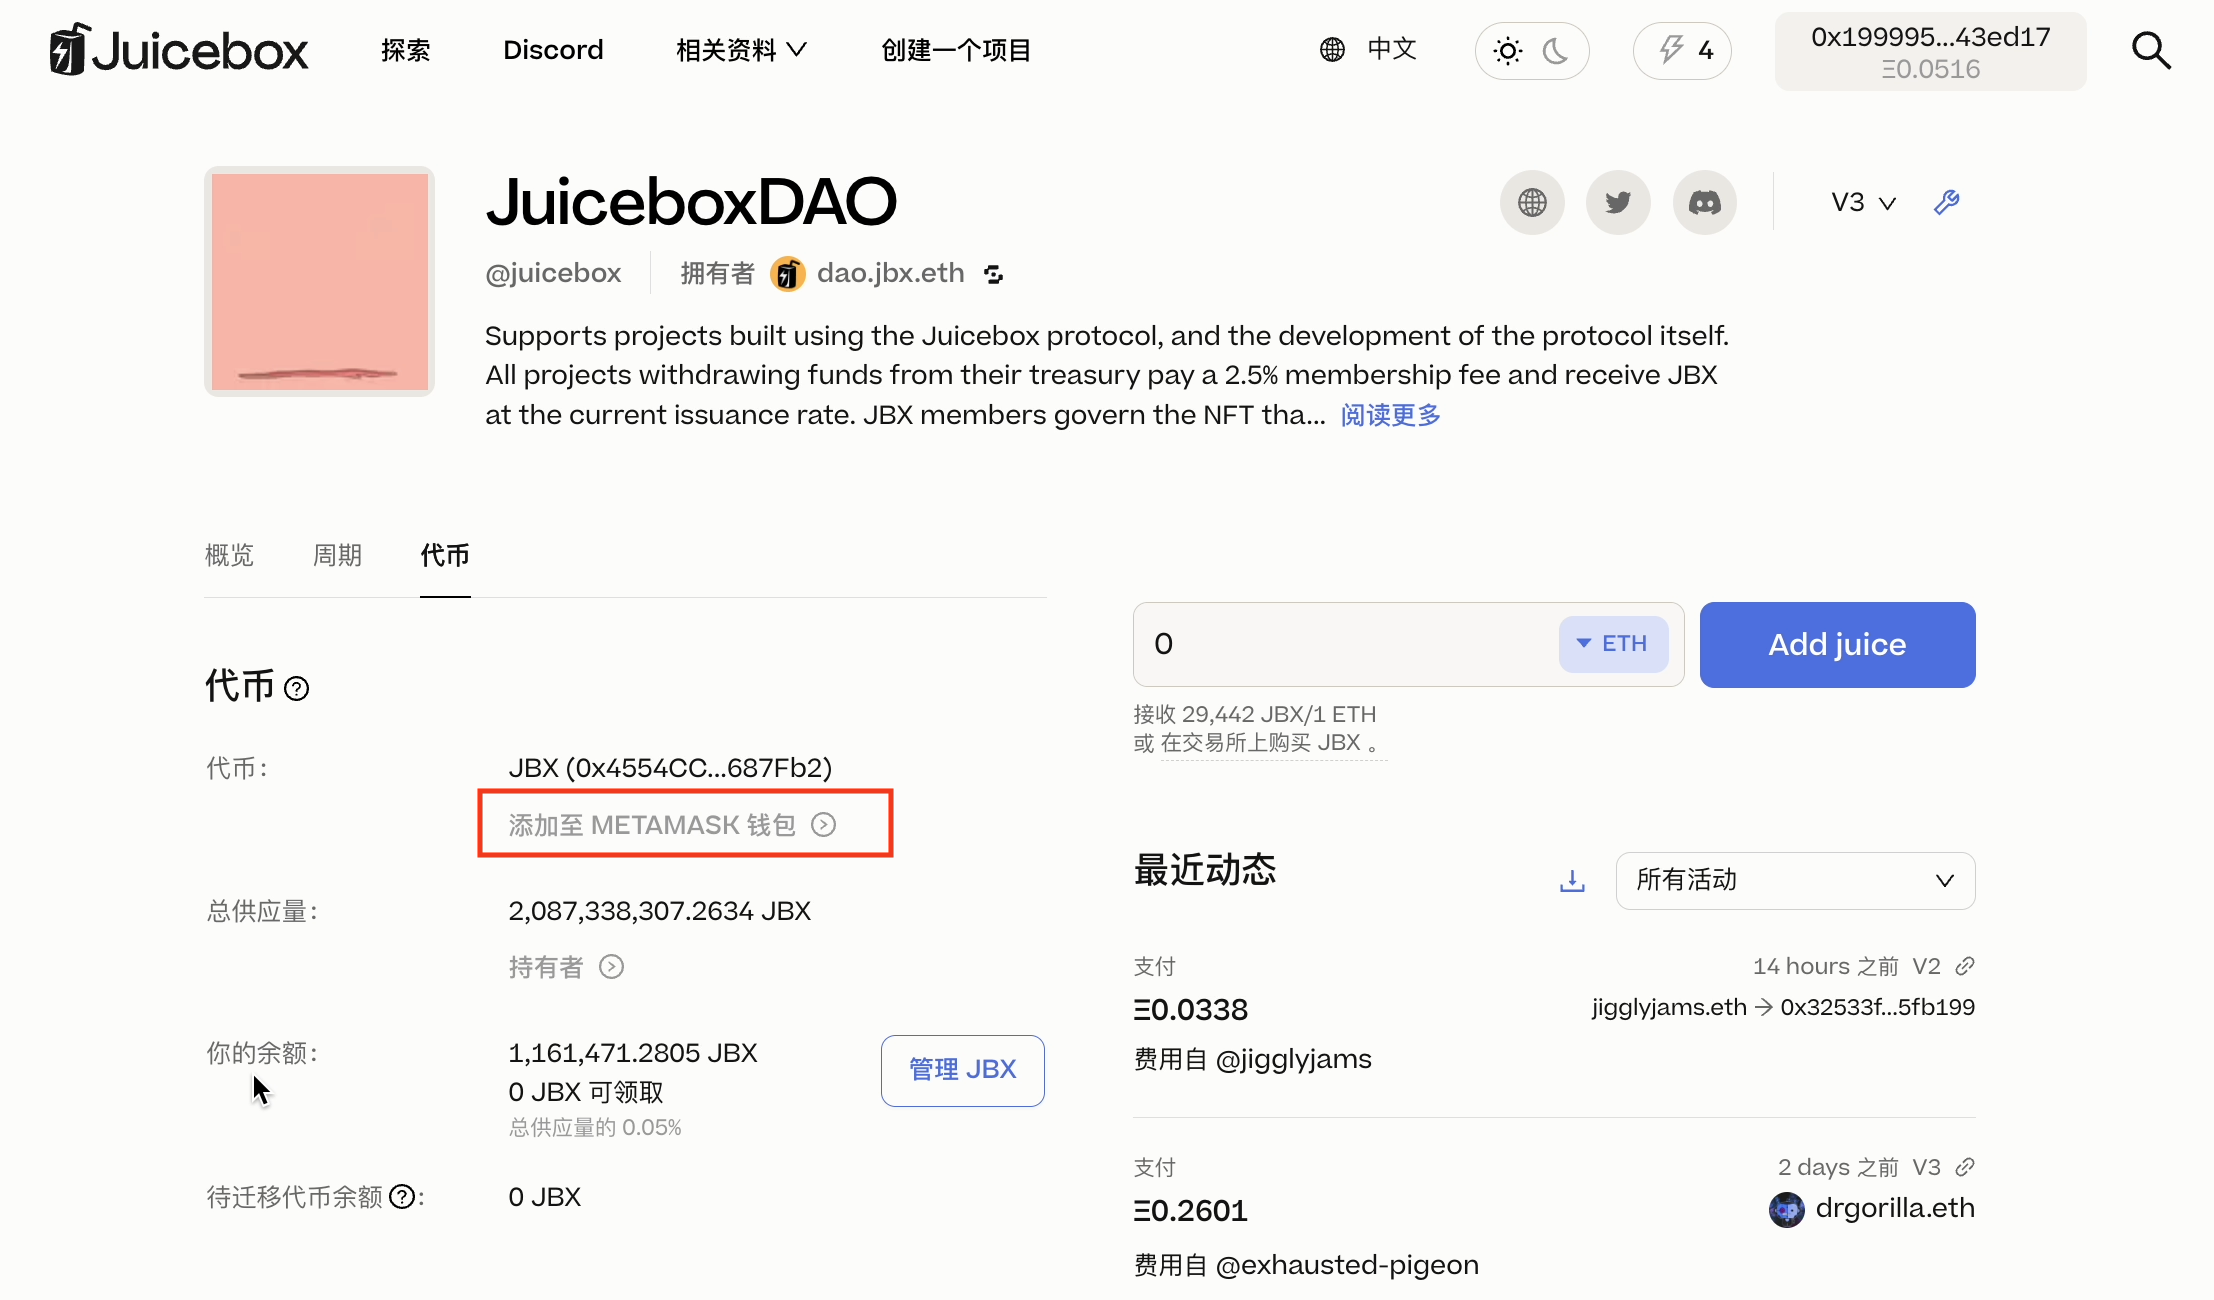 Juicebox
探索
Discord
相关资料
创建一个项目
中文
4
0x199995...43ed17
Ξ0.0516
JuiceboxDAO
@juicebox
拥有者
dao.jbx.eth
V3
Supports projects built using the Juicebox protocol, and the development of the protocol itself.
All projects withdrawing funds from their treasury pay a 2.5% membership fee and receive JBX
at the current issuance rate. JBX members govern the NFT tha... 阅读更多
概览
周期
代币
代币
代币:
JBX (0x4554CC...687Fb2)
添加至 METAMASK 钱包
总供应量:
2,087,338,307.2634 JBX
持有者
你的余额:
1,161,471.2805 JBX
0 JBX 可领取
总供应量的 0.05%
管理 JBX
待迁移代币余额 ?:
0 JBX
0
ETH
Add juice
接收 29,442 JBX/1 ETH
或 在交易所上购买 JBX 。
最近动态
所有活动
支付
14 hours 之前 V2
Ξ0.0338
jigglyjams.eth → 0x32533f...5fb199
费用自 @jigglyjams
支付
2 days 之前 V3
Ξ0.2601
drgorilla.eth
费用自 @exhausted-pigeon